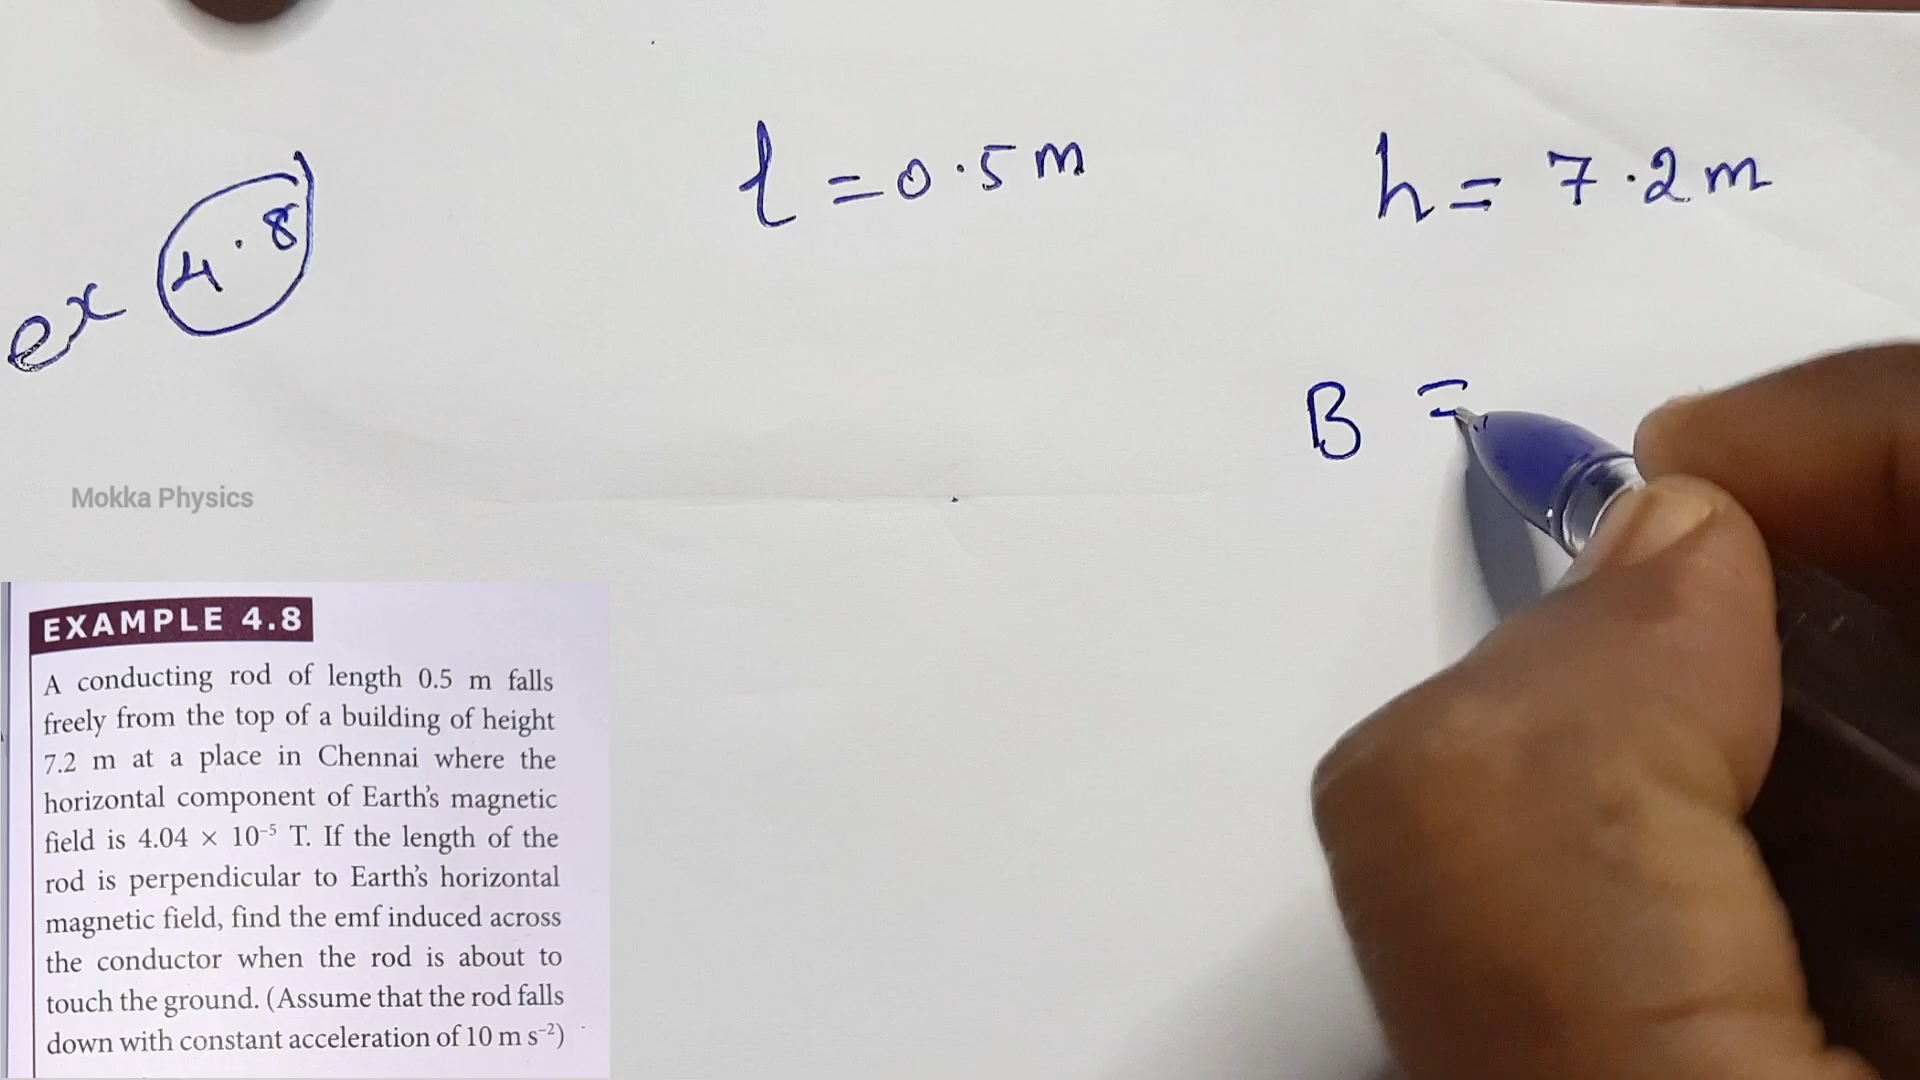 ex 4.8
l = 0.5 m
h = 7.2 m
B =
Mokka Physics
EXAMPLE 4.8
A conducting rod of length 0.5 m falls
freely from the top of a building of height
7.2 m at a place in Chennai where the
horizontal component of Earth's magnetic
field is 4.04 × 10⁻⁵ T. If the length of the
rod is perpendicular to Earth's horizontal
magnetic field, find the emf induced across
the conductor when the rod is about to
touch the ground. (Assume that the rod falls
down with constant acceleration of 10 m s⁻²)